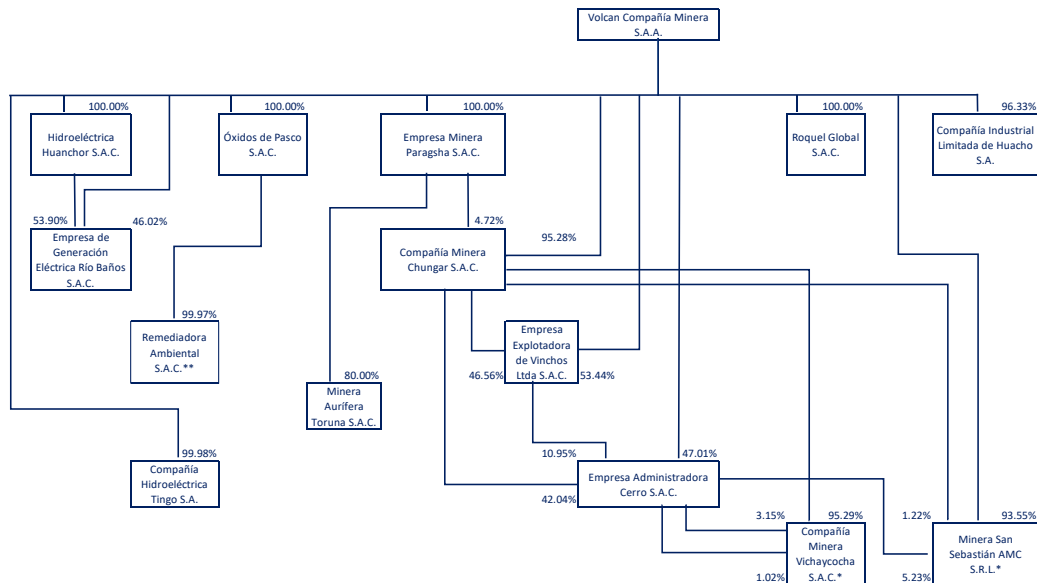 Volcan Compañía Minera
S.A.A.
100.00%
100.00%
100.00%
100.00%
96.33%
Hidroeléctrica
Huanchor S.A.C.
Óxidos de Pasco
S.A.C.
Empresa Minera
Paragsha S.A.C.
Roquel Global
S.A.C.
Compañía Industrial
Limitada de Huacho
S.A.
53.90%
46.02%
4.72%
95.28%
Empresa de
Generación
Eléctrica Río Baños
S.A.C.
Compañía Minera
Chungar S.A.C.
99.97%
Remediadora
Ambiental
S.A.C.**
Empresa
Explotadora
de Vinchos
Ltda S.A.C.
46.56%
53.44%
80.00%
Minera
Aurífera
Toruna S.A.C.
99.98%
Compañía
Hidroeléctrica
Tingo S.A.
10.95%
47.01%
Empresa Administradora
Cerro S.A.C.
42.04%
3.15%
95.29%
1.22%
93.55%
Compañía
Minera
Vichaycocha
S.A.C.*
1.02%
Minera San
Sebastián AMC
S.R.L.*
5.23%